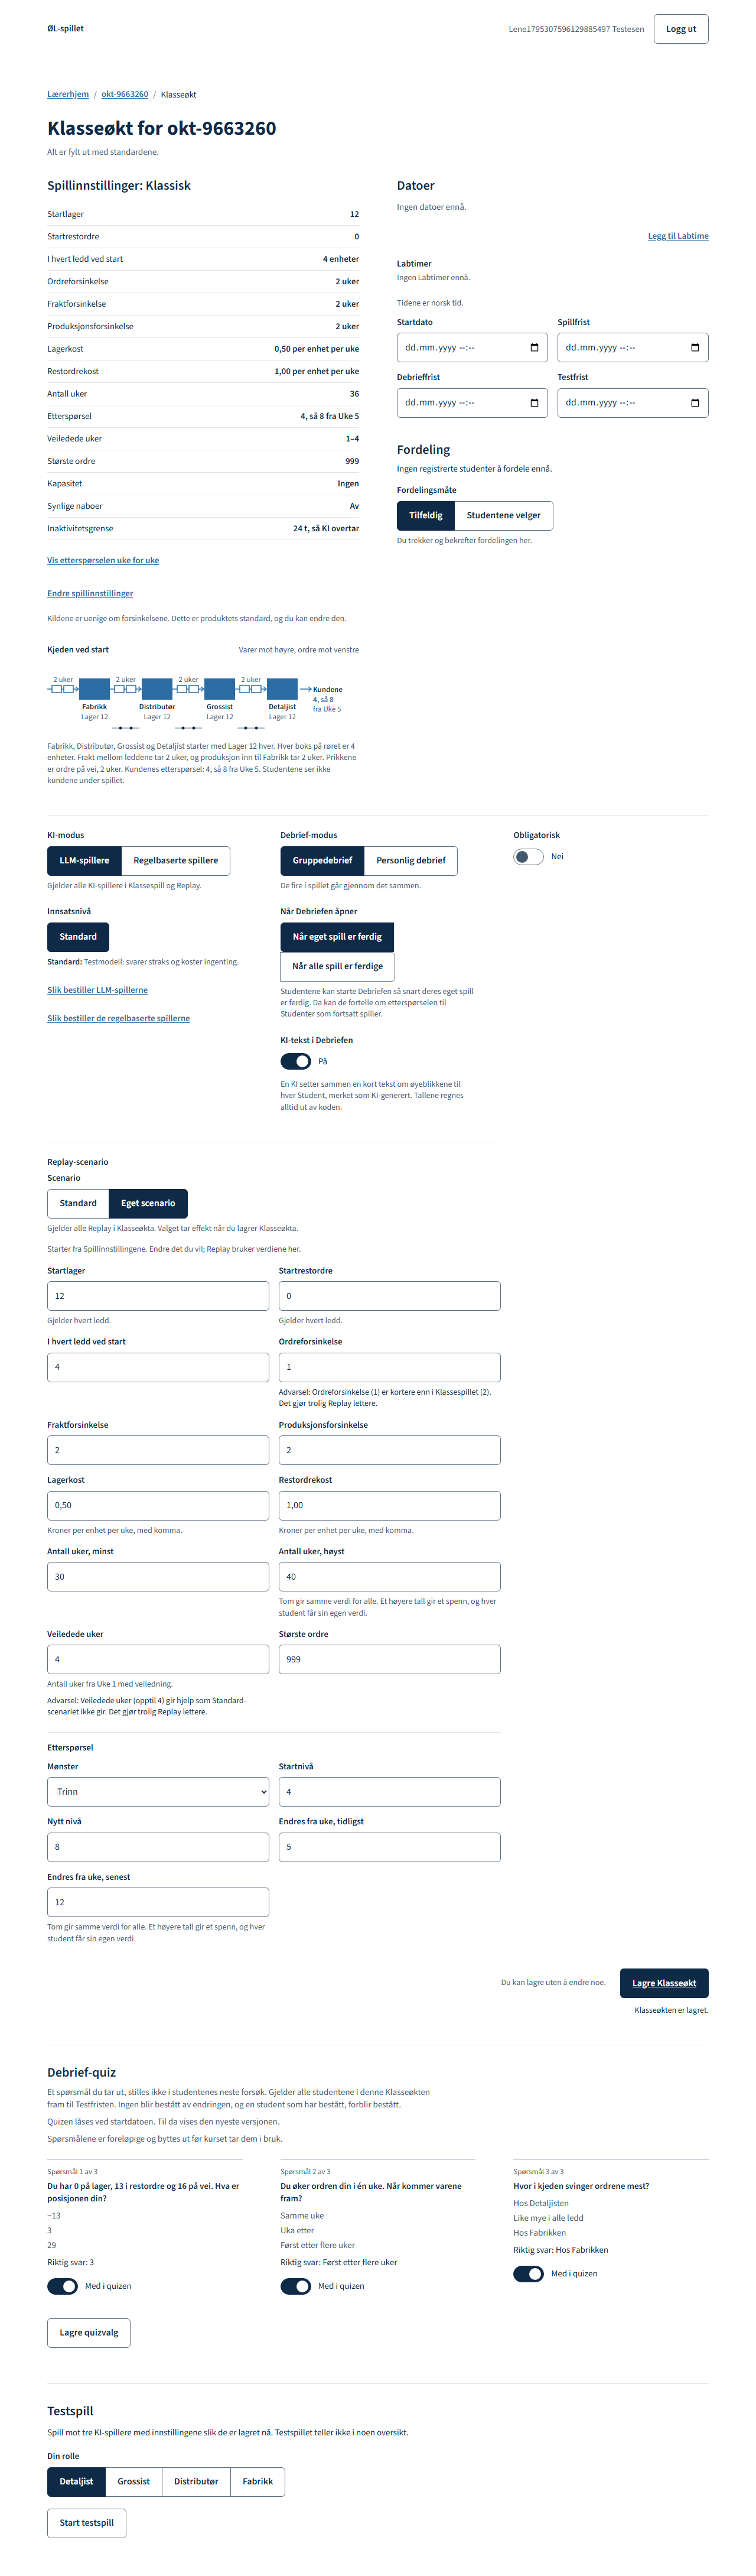 ØL-spillet
Lene1795307596129885497 Testesen
Logg ut
Lærerhjem / okt-9663260 / Klasseøkt
Klasseøkt for okt-9663260
Alt er fylt ut med standardene.
Spillinnstillinger: Klassisk
Startlager 12
Startrestordre 0
I hvert ledd ved start 4 enheter
Ordreforsinkelse 2 uker
Fraktforsinkelse 2 uker
Produksjonsforsinkelse 2 uker
Lagerkost 0,50 per enhet per uke
Restordrekost 1,00 per enhet per uke
Antall uker 36
Etterspørsel 4, så 8 fra Uke 5
Veiledede uker 1–4
Største ordre 999
Kapasitet Ingen
Synlige naboer Av
Inaktivitetsgrense 24 t, så KI overtar
Vis etterspørselen uke for uke
Endre spillinnstillinger
Kildene er uenige om forsinkelsene. Dette er produktets standard, og du kan endre den.
Kjeden ved start
Varer mot høyre, ordre mot venstre
2 uker 2 uker 2 uker 2 uker
Kundene
4, så 8
fra Uke 5
Fabrikk Distributør Grossist Detaljist
Lager 12 Lager 12 Lager 12 Lager 12
Fabrikk, Distributør, Grossist og Detaljist starter med Lager 12 hver. Hver boks på røret er 4
enheter. Frakt mellom leddene tar 2 uker, og produksjon inn til Fabrikk tar 2 uker. Prikkene
er ordre på vei, 2 uker. Kundenes etterspørsel: 4, så 8 fra Uke 5. Studentene ser ikke
kundene under spillet.
Datoer
Ingen datoer ennå.
Legg til Labtime
Labtimer
Ingen Labtimer ennå.
Tidene er norsk tid.
Startdato
dd.mm.yyyy --:--
Spillfrist
dd.mm.yyyy --:--
Debrieffrist
dd.mm.yyyy --:--
Testfrist
dd.mm.yyyy --:--
Fordeling
Ingen registrerte studenter å fordele ennå.
Fordelingsmåte
Tilfeldig Studentene velger
Du trekker og bekrefter fordelingen her.
KI-modus
LLM-spillere Regelbaserte spillere
Gjelder alle KI-spillere i Klassespill og Replay.
Innsatsnivå
Standard
Standard: Testmodell: svarer straks og koster ingenting.
Slik bestiller LLM-spillerne
Slik bestiller de regelbaserte spillerne
Debrief-modus
Gruppedebrief Personlig debrief
De fire i spillet går gjennom det sammen.
Når Debriefen åpner
Når eget spill er ferdig
Når alle spill er ferdige
Studentene kan starte Debriefen så snart deres eget spill
er ferdig. Da kan de fortelle om etterspørselen til
Studenter som fortsatt spiller.
KI-tekst i Debriefen
På
En KI setter sammen en kort tekst om øyeblikkene til
hver Student, merket som KI-generert. Tallene regnes
alltid ut av koden.
Obligatorisk
Nei
Replay-scenario
Scenario
Standard Eget scenario
Gjelder alle Replay i Klasseøkta. Valget tar effekt når du lagrer Klasseøkta.
Starter fra Spillinnstillingene. Endre det du vil; Replay bruker verdiene her.
Startlager
12
Gjelder hvert ledd.
Startrestordre
0
Gjelder hvert ledd.
I hvert ledd ved start
4
Ordreforsinkelse
1
Advarsel: Ordreforsinkelse (1) er kortere enn i Klassespillet (2).
Det gjør trolig Replay lettere.
Fraktforsinkelse
2
Produksjonsforsinkelse
2
Lagerkost
0,50
Kroner per enhet per uke, med komma.
Restordrekost
1,00
Kroner per enhet per uke, med komma.
Antall uker, minst
30
Antall uker, høyst
40
Tom gir samme verdi for alle. Et høyere tall gir et spenn, og hver
student får sin egen verdi.
Veiledede uker
4
Antall uker fra Uke 1 med veiledning.
Advarsel: Veiledede uker (opptil 4) gir hjelp som Standard-
scenariet ikke gir. Det gjør trolig Replay lettere.
Største ordre
999
Etterspørsel
Mønster
Trinn
Startnivå
4
Nytt nivå
8
Endres fra uke, tidligst
5
Endres fra uke, senest
12
Tom gir samme verdi for alle. Et høyere tall gir et spenn, og hver
student får sin egen verdi.
Du kan lagre uten å endre noe.
Lagre Klasseøkt
Klasseøkten er lagret.
Debrief-quiz
Et spørsmål du tar ut, stilles ikke i studentenes neste forsøk. Gjelder alle studentene i denne Klasseøkten
fram til Testfristen. Ingen blir bestått av endringen, og en student som har bestått, forblir bestått.
Quizen låses ved startdatoen. Til da vises den nyeste versjonen.
Spørsmålene er foreløpige og byttes ut før kurset tar dem i bruk.
Spørsmål 1 av 3
Du har 0 på lager, 13 i restordre og 16 på vei. Hva er
posisjonen din?
−13
3
29
Riktig svar: 3
Med i quizen
Spørsmål 2 av 3
Du øker ordren din i én uke. Når kommer varene
fram?
Samme uke
Uka etter
Først etter flere uker
Riktig svar: Først etter flere uker
Med i quizen
Spørsmål 3 av 3
Hvor i kjeden svinger ordrene mest?
Hos Detaljisten
Like mye i alle ledd
Hos Fabrikken
Riktig svar: Hos Fabrikken
Med i quizen
Lagre quizvalg
Testspill
Spill mot tre KI-spillere med innstillingene slik de er lagret nå. Testspillet teller ikke i noen oversikt.
Din rolle
Detaljist Grossist Distributør Fabrikk
Start testspill